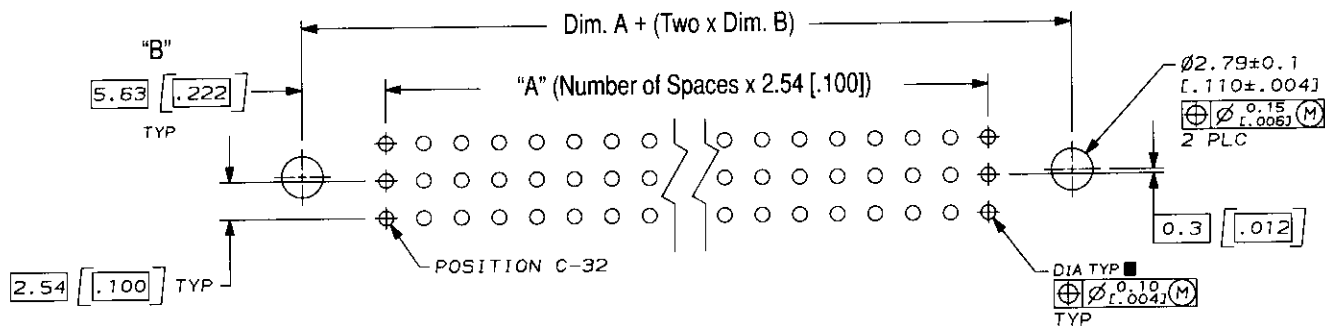 Dim. A + (Two x Dim. B)
"B"
5.63 [.222]
TYP
"A" (Number of Spaces x 2.54 [.100])
Ø2.79±0.1
[.110±.004]
⌖ Ø 0.15 [.006] Ⓜ
2 PLC
0.3 [.012]
POSITION C-32
2.54 [.100] TYP
DIA TYP ■
⌖ Ø 0.10 [.004] Ⓜ
TYP